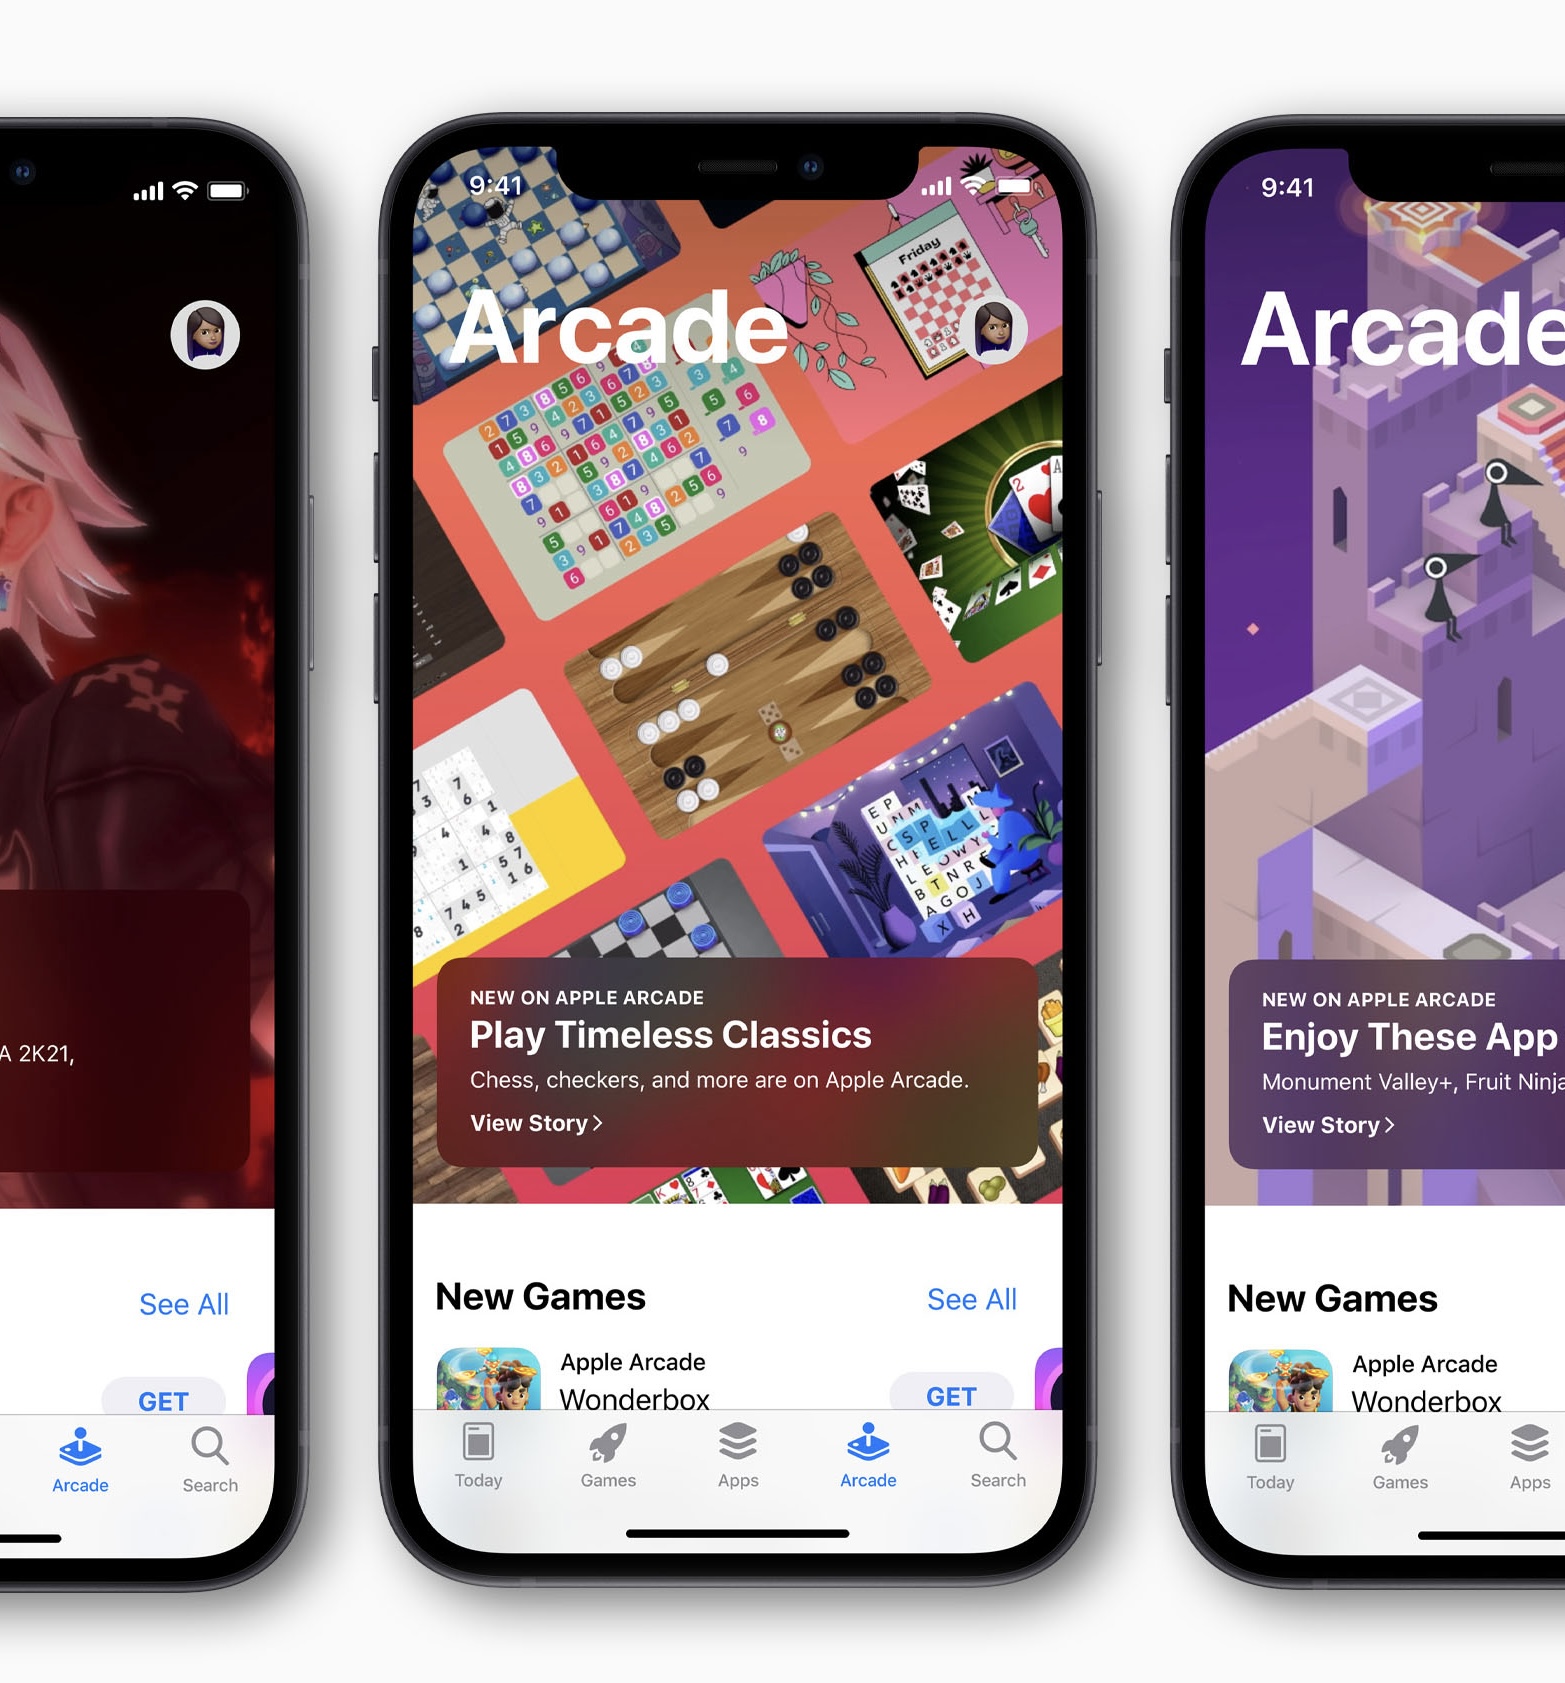 A 2K21,
See All
GET
Arcade
Search
9:41
Arcade
Friday
NEW ON APPLE ARCADE
Play Timeless Classics
Chess, checkers, and more are on Apple Arcade.
View Story
New Games
See All
Apple Arcade
Wonderbox
GET
Today
Games
Apps
Arcade
Search
9:41
Arcade
NEW ON APPLE ARCADE
Enjoy These App
Monument Valley+, Fruit Ninja
View Story
New Games
Apple Arcade
Wonderbox
Today
Games
Apps